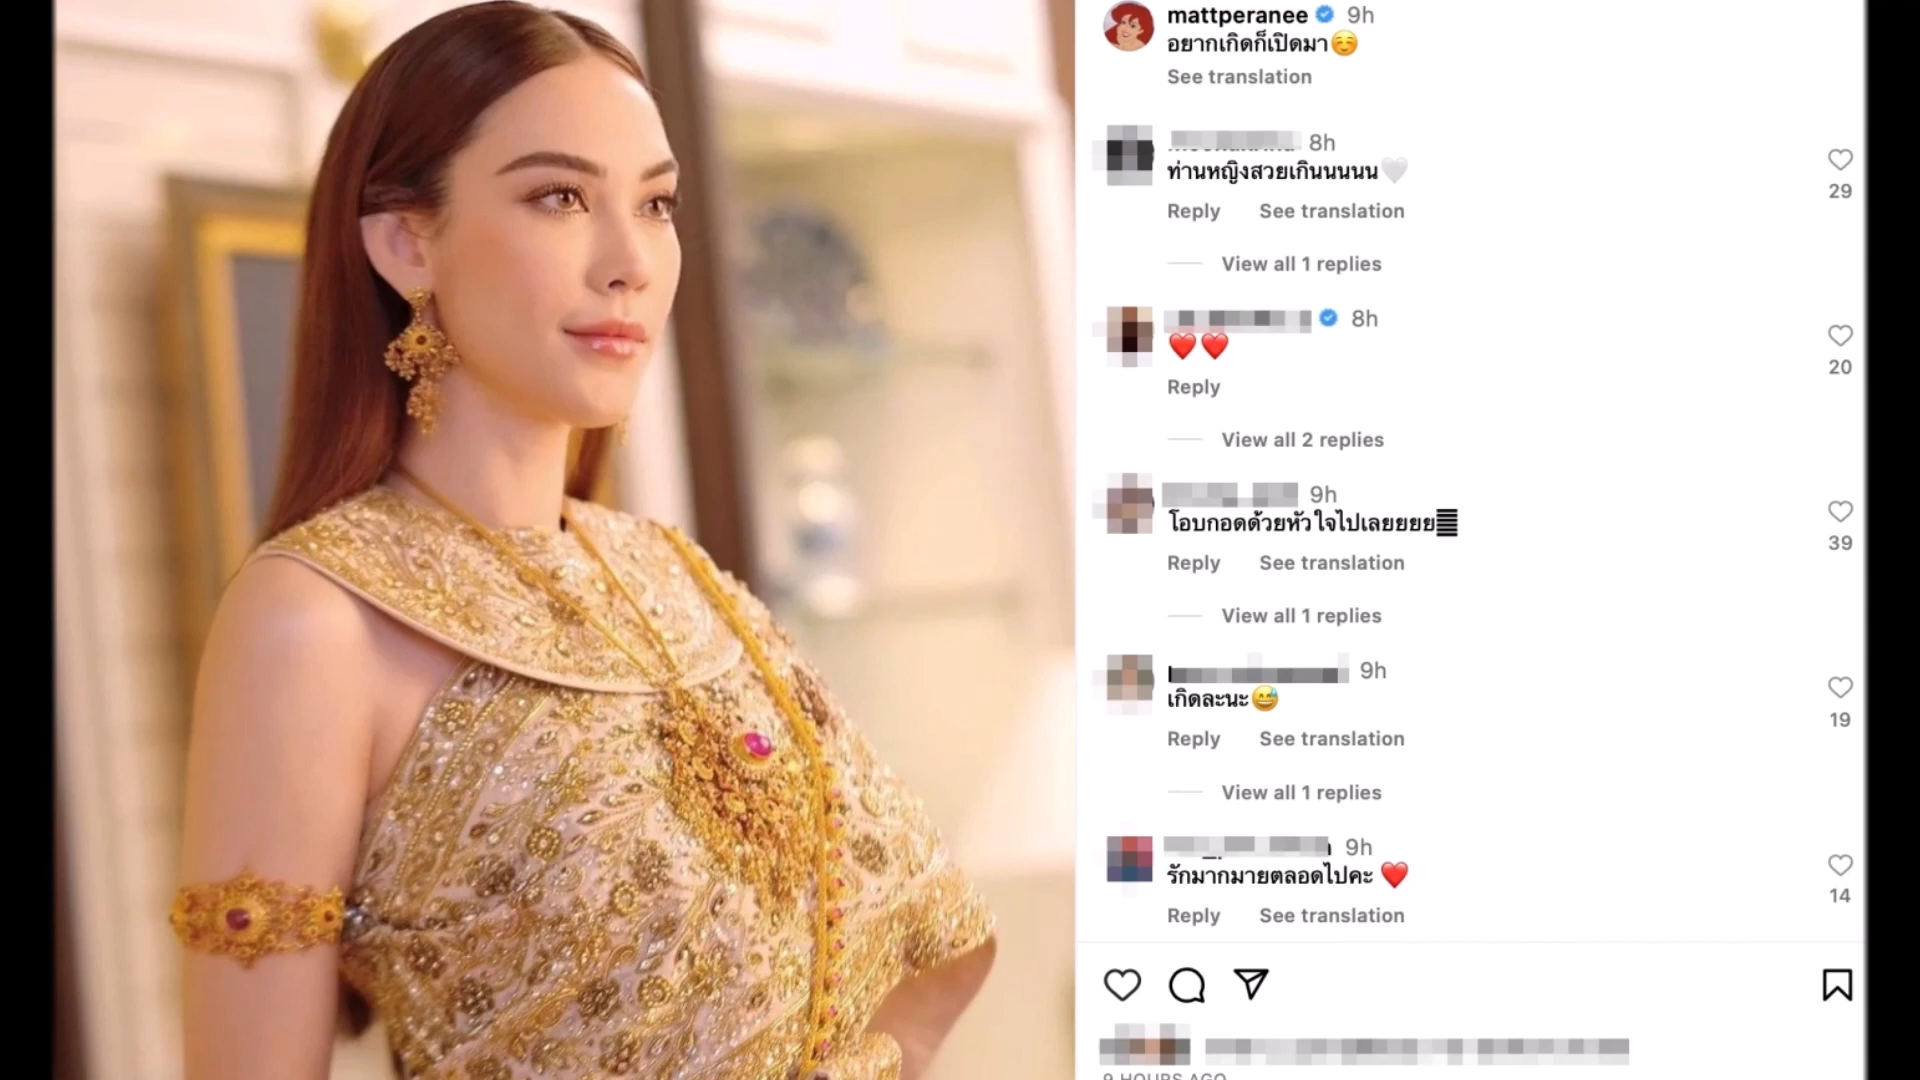 mattperanee 9h
อยากเกิดก็เปิดมา☺️
See translation
8h
ท่านหญิงสวยเกินนนนน🤍
29
Reply See translation
View all 1 replies
8h
❤️❤️
20
Reply
View all 2 replies
9h
โอบกอดด้วยหัวใจไปเลยยยย
39
Reply See translation
View all 1 replies
9h
เกิดละนะ😅
19
Reply See translation
View all 1 replies
9h
รักมากมายตลอดไปคะ ❤️
14
Reply See translation
9 HOURS AGO